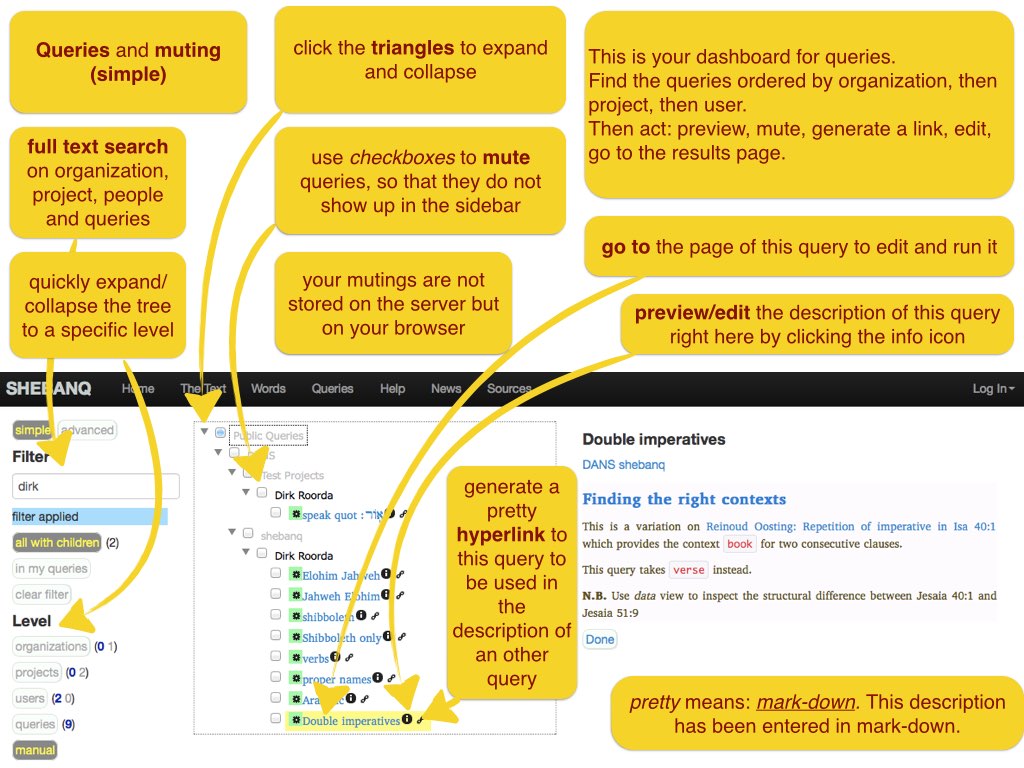 Queries and muting
(simple)
click the triangles to expand
and collapse
This is your dashboard for queries.
Find the queries ordered by organization, then
project, then user.
Then act: preview, mute, generate a link, edit,
go to the results page.
full text search
on organization,
project, people
and queries
use checkboxes to mute
queries, so that they do not
show up in the sidebar
go to the page of this query to edit and run it
quickly expand/
collapse the tree
to a specific level
your mutings are not
stored on the server but
on your browser
preview/edit the description of this query
right here by clicking the info icon
SHEBANQ Home The Text Words Queries Help News Sources Log In
simple advanced
Filter
dirk
filter applied
all with children (2)
in my queries
clear filter
Level
organizations (0 1)
projects (0 2)
users (2 0)
queries (9)
manual
Public Queries
Test Projects
Dirk Roorda
speak quot :
shebanq
Dirk Roorda
Elohim Jahweh
Jahweh Elohim
shibboleth
Shibboleth only
verbs
proper names
Double imperatives
generate a
pretty
hyperlink to
this query to
be used in
the
description of
an other
query
Double imperatives
DANS shebanq
Finding the right contexts
This is a variation on Reinoud Oosting: Repetition of imperative in Isa 40:1
which provides the context book for two consecutive clauses.
This query takes verse instead.
N.B. Use data view to inspect the structural difference between Jesaia 40:1 and
Jesaia 51:9
Done
pretty means: mark-down. This description
has been entered in mark-down.